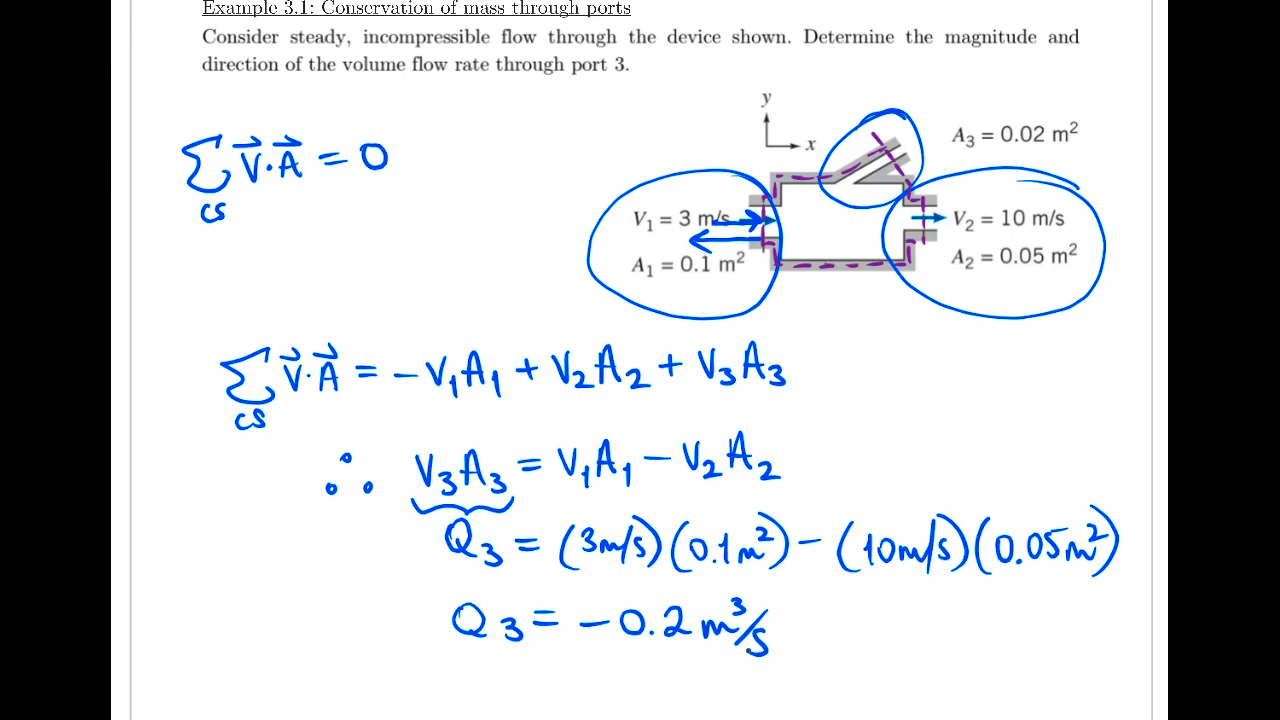 Example 3.1: Conservation of mass through ports
Consider steady, incompressible flow through the device shown. Determine the magnitude and
direction of the volume flow rate through port 3.
y
x
A₃ = 0.02 m²
V₁ = 3 m/s
A₁ = 0.1 m²
V₂ = 10 m/s
A₂ = 0.05 m²
∑ V⃗·A⃗ = 0
CS
∑ V⃗·A⃗ = -V₁A₁ + V₂A₂ + V₃A₃
CS
∴ V₃A₃ = V₁A₁ - V₂A₂
Q₃ = (3m/s)(0.1m²) - (10m/s)(0.05m²)
Q₃ = -0.2 m³/s